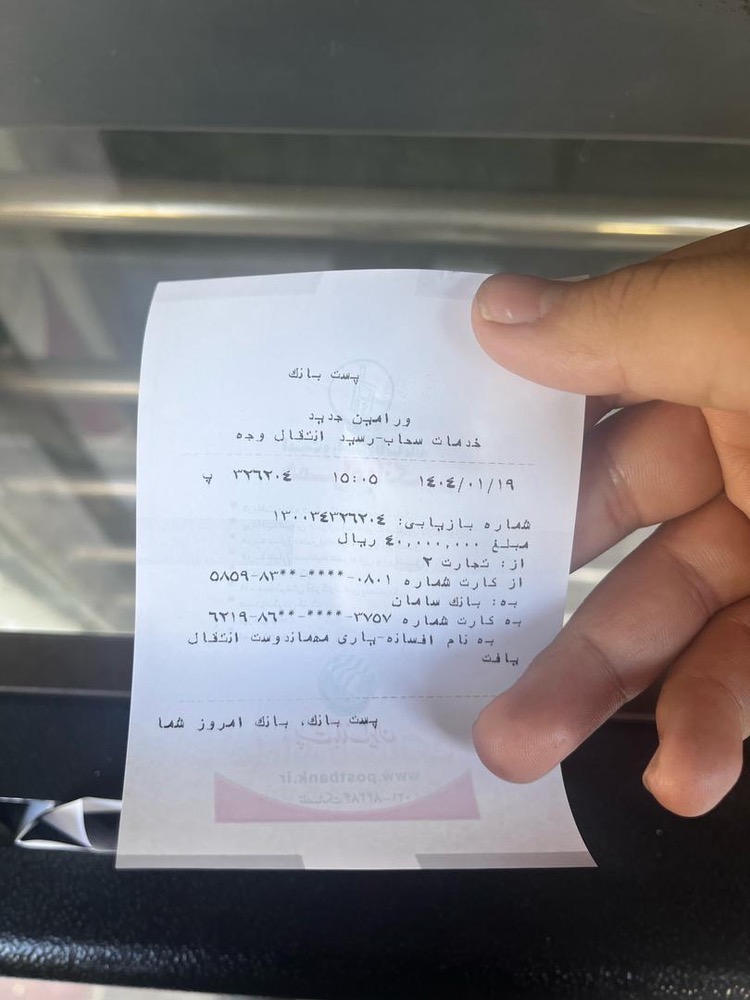 پست بانک
ورامین جدید
خدمات سحاب-رسید انتقال وجه
۱۴۰۴/۰۱/۱۹ ۱۵:۰۵ ۳۲۶۲۰۴ پ
شماره بازیابی: ۱۳۰۰۳۴۳۲۶۲۰۴
مبلغ ۴۰,۰۰۰,۰۰۰ ریال
از: تجارت ۲
از کارت شماره ۵۸۵۹-۸۳**-****-۰۸۰۱
به: بانک سامان
به کارت شماره ۶۲۱۹-۸۶**-****-۳۷۵۷
به نام افسانه-یاری مهماندوست انتقال
یافت
پست بانک، بانک امروز شما
www.postbank.ir